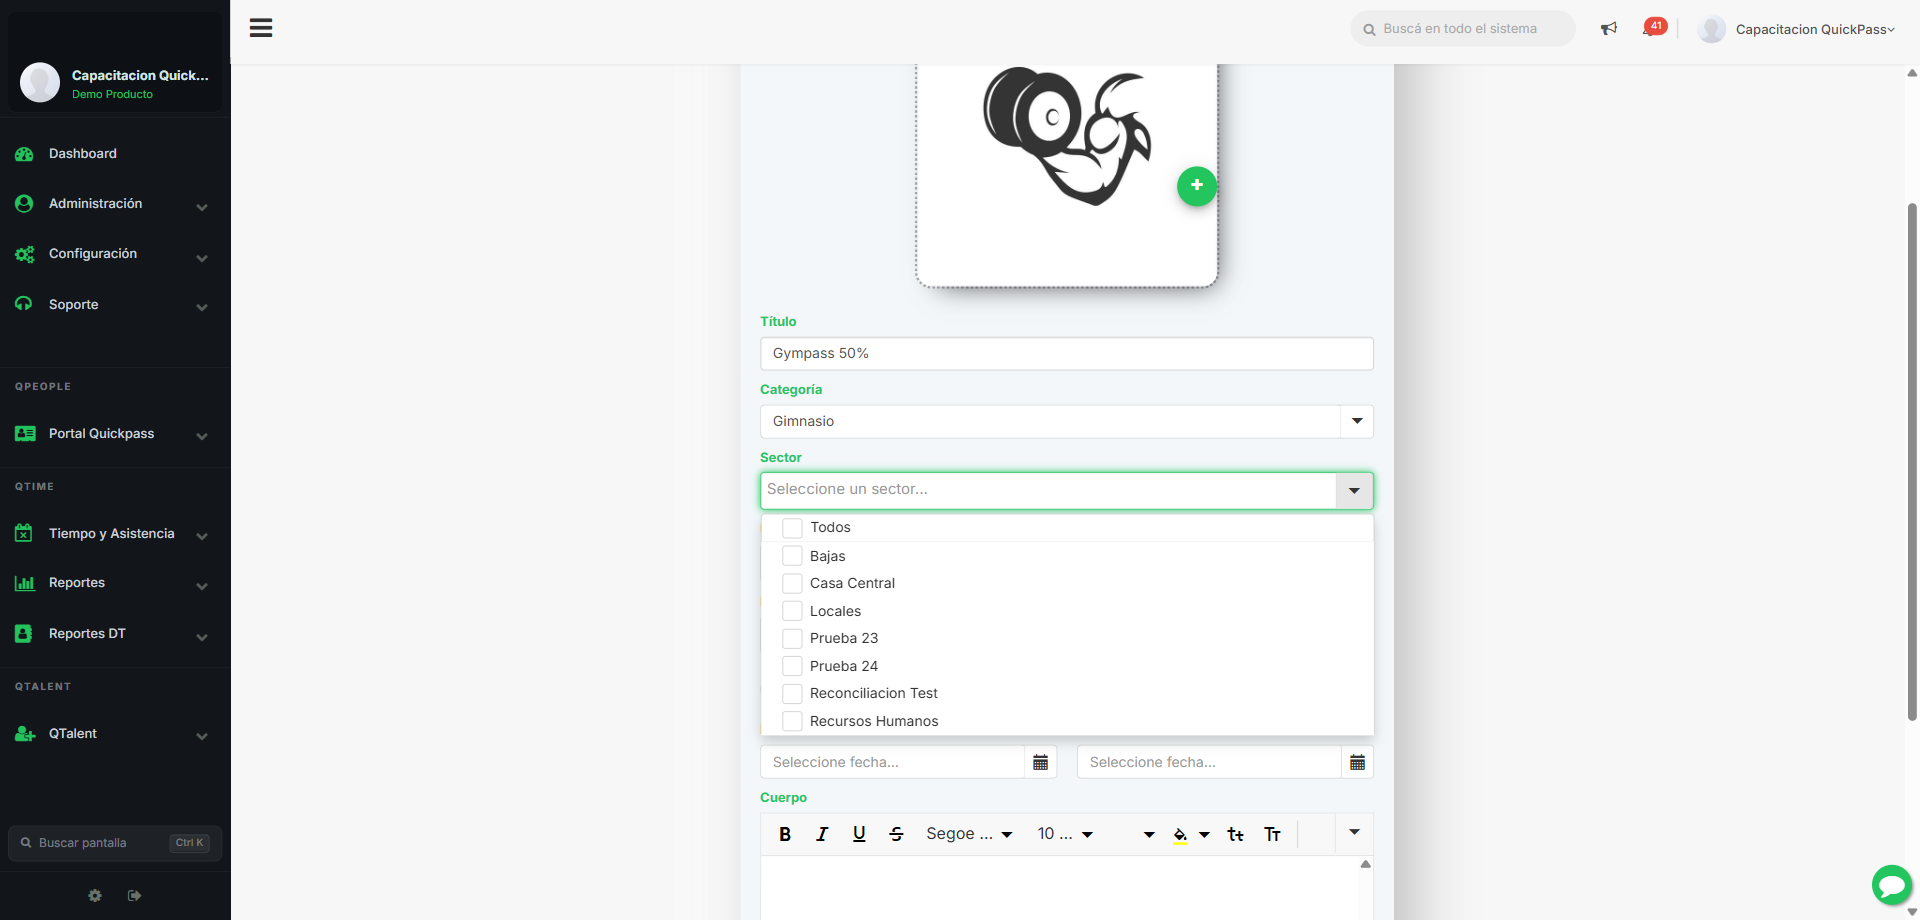 Capacitacion Quick...
Demo Producto
Dashboard
Administración
Configuración
Soporte
QPEOPLE
Portal Quickpass
QTIME
Tiempo y Asistencia
Reportes
Reportes DT
QTALENT
QTalent
Buscar pantalla
Ctrl K
Buscá en todo el sistema
41
Capacitacion QuickPass
Título
Gympass 50%
Categoría
Gimnasio
Sector
Seleccione un sector...
Todos
Bajas
Casa Central
Locales
Prueba 23
Prueba 24
Reconciliacion Test
Recursos Humanos
Seleccione fecha...
Seleccione fecha...
Cuerpo
B I U S Segoe ... 10 ...